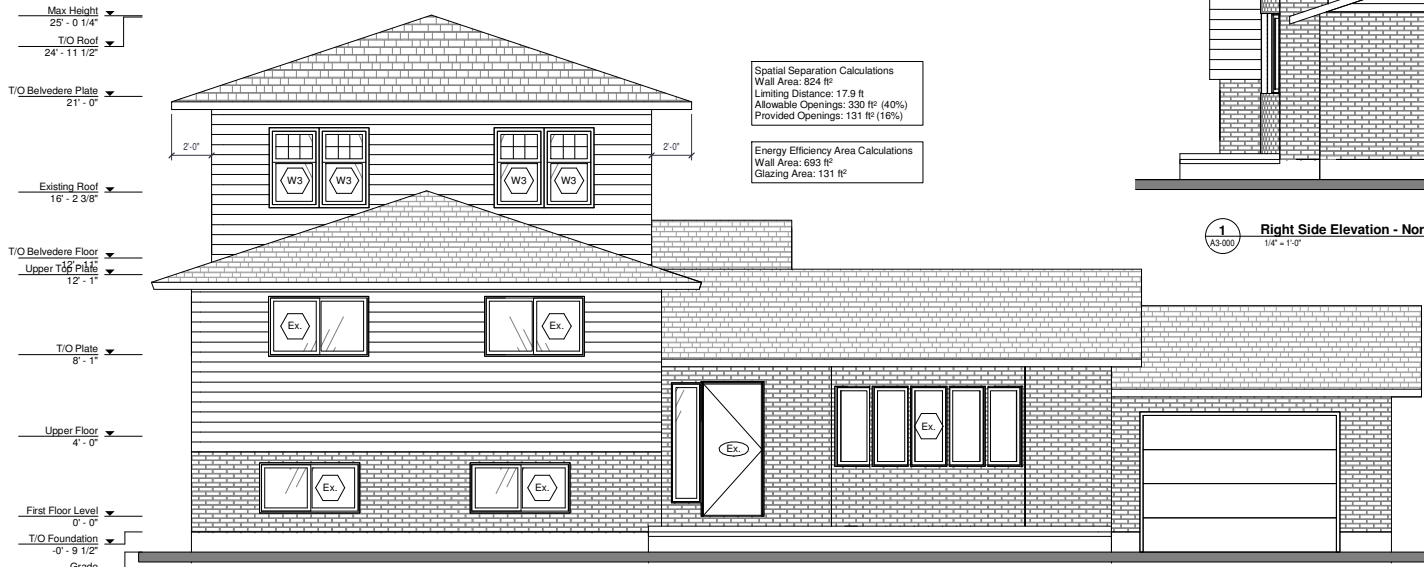 Max Height
25' - 0 1/4"
T/O Roof
24' - 11 1/2"
T/O Belvedere Plate
21' - 0"
2'-0"
2'-0"
Spatial Separation Calculations
Wall Area: 824 ft²
Limiting Distance: 17.9 ft
Allowable Openings: 330 ft² (40%)
Provided Openings: 131 ft² (16%)
Energy Efficiency Area Calculations
Wall Area: 693 ft²
Glazing Area: 131 ft²
W3
W3
W3
W3
Existing Roof
16' - 2 3/8"
1
A3-000
Right Side Elevation - Nor
1/4" = 1'-0"
T/O Belvedere Floor
12' - 11"
Upper Top Plate
12' - 1"
Ex.
Ex.
T/O Plate
8' - 1"
Upper Floor
4' - 0"
Ex.
Ex.
Ex.
Ex.
First Floor Level
0' - 0"
T/O Foundation
-0' - 9 1/2"
Grade